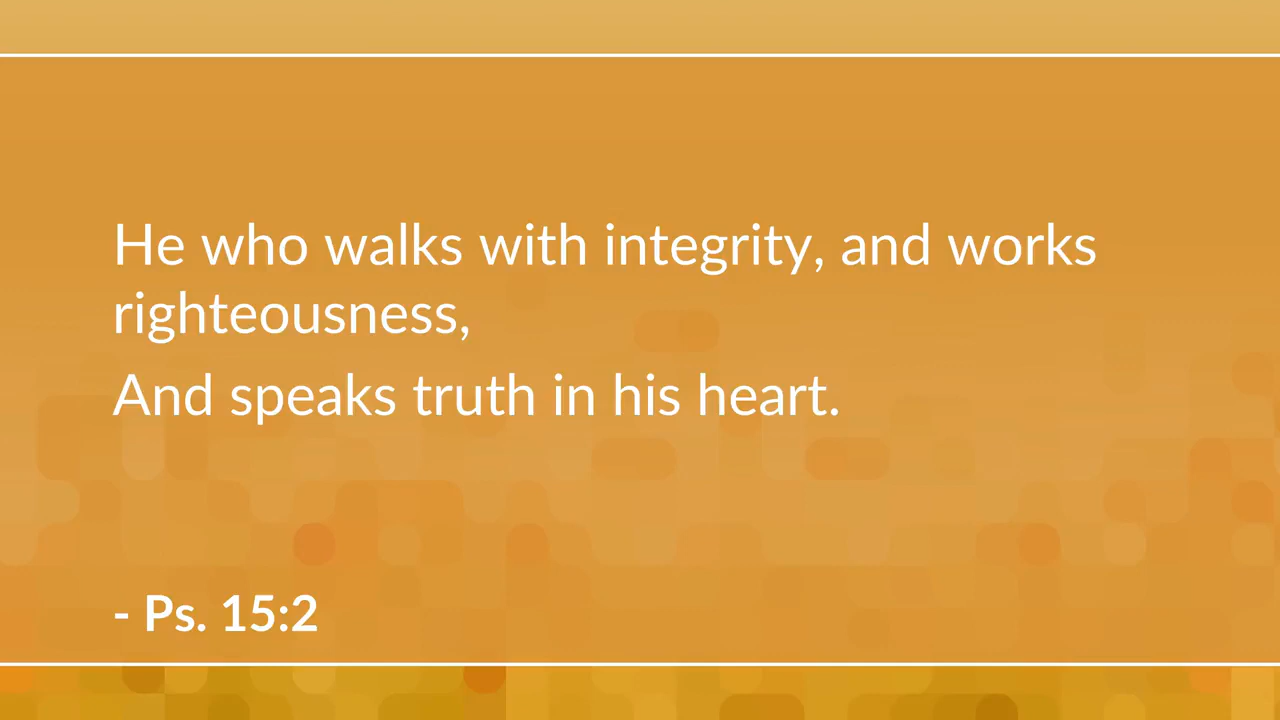 He who walks with integrity, and works
righteousness,
And speaks truth in his heart.
- Ps. 15:2